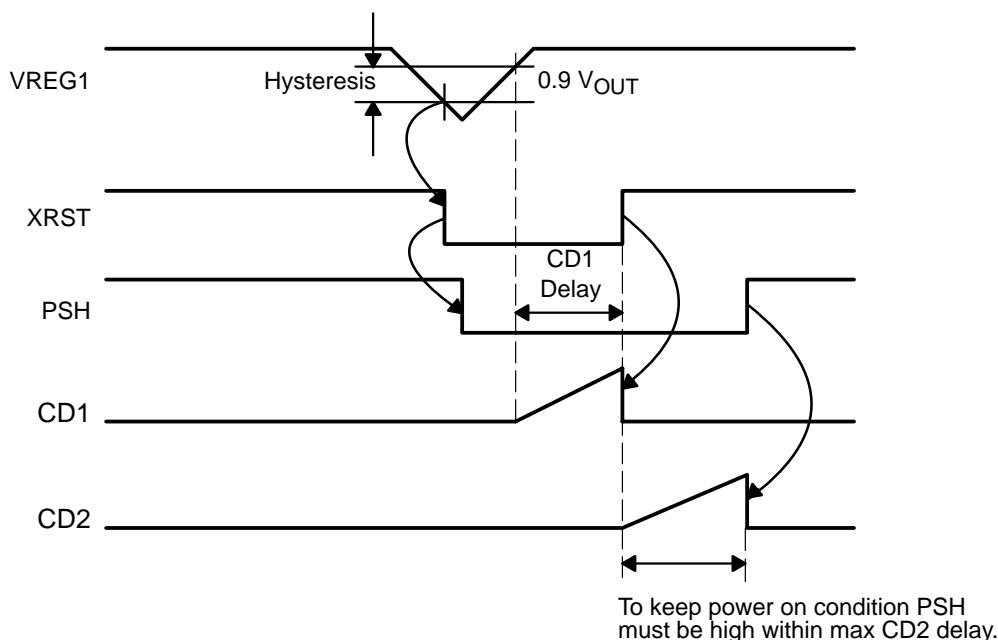 VREG1
Hysteresis
0.9 VOUT
XRST
CD1
Delay
PSH
CD1
CD2
To keep power on condition PSH
must be high within max CD2 delay.